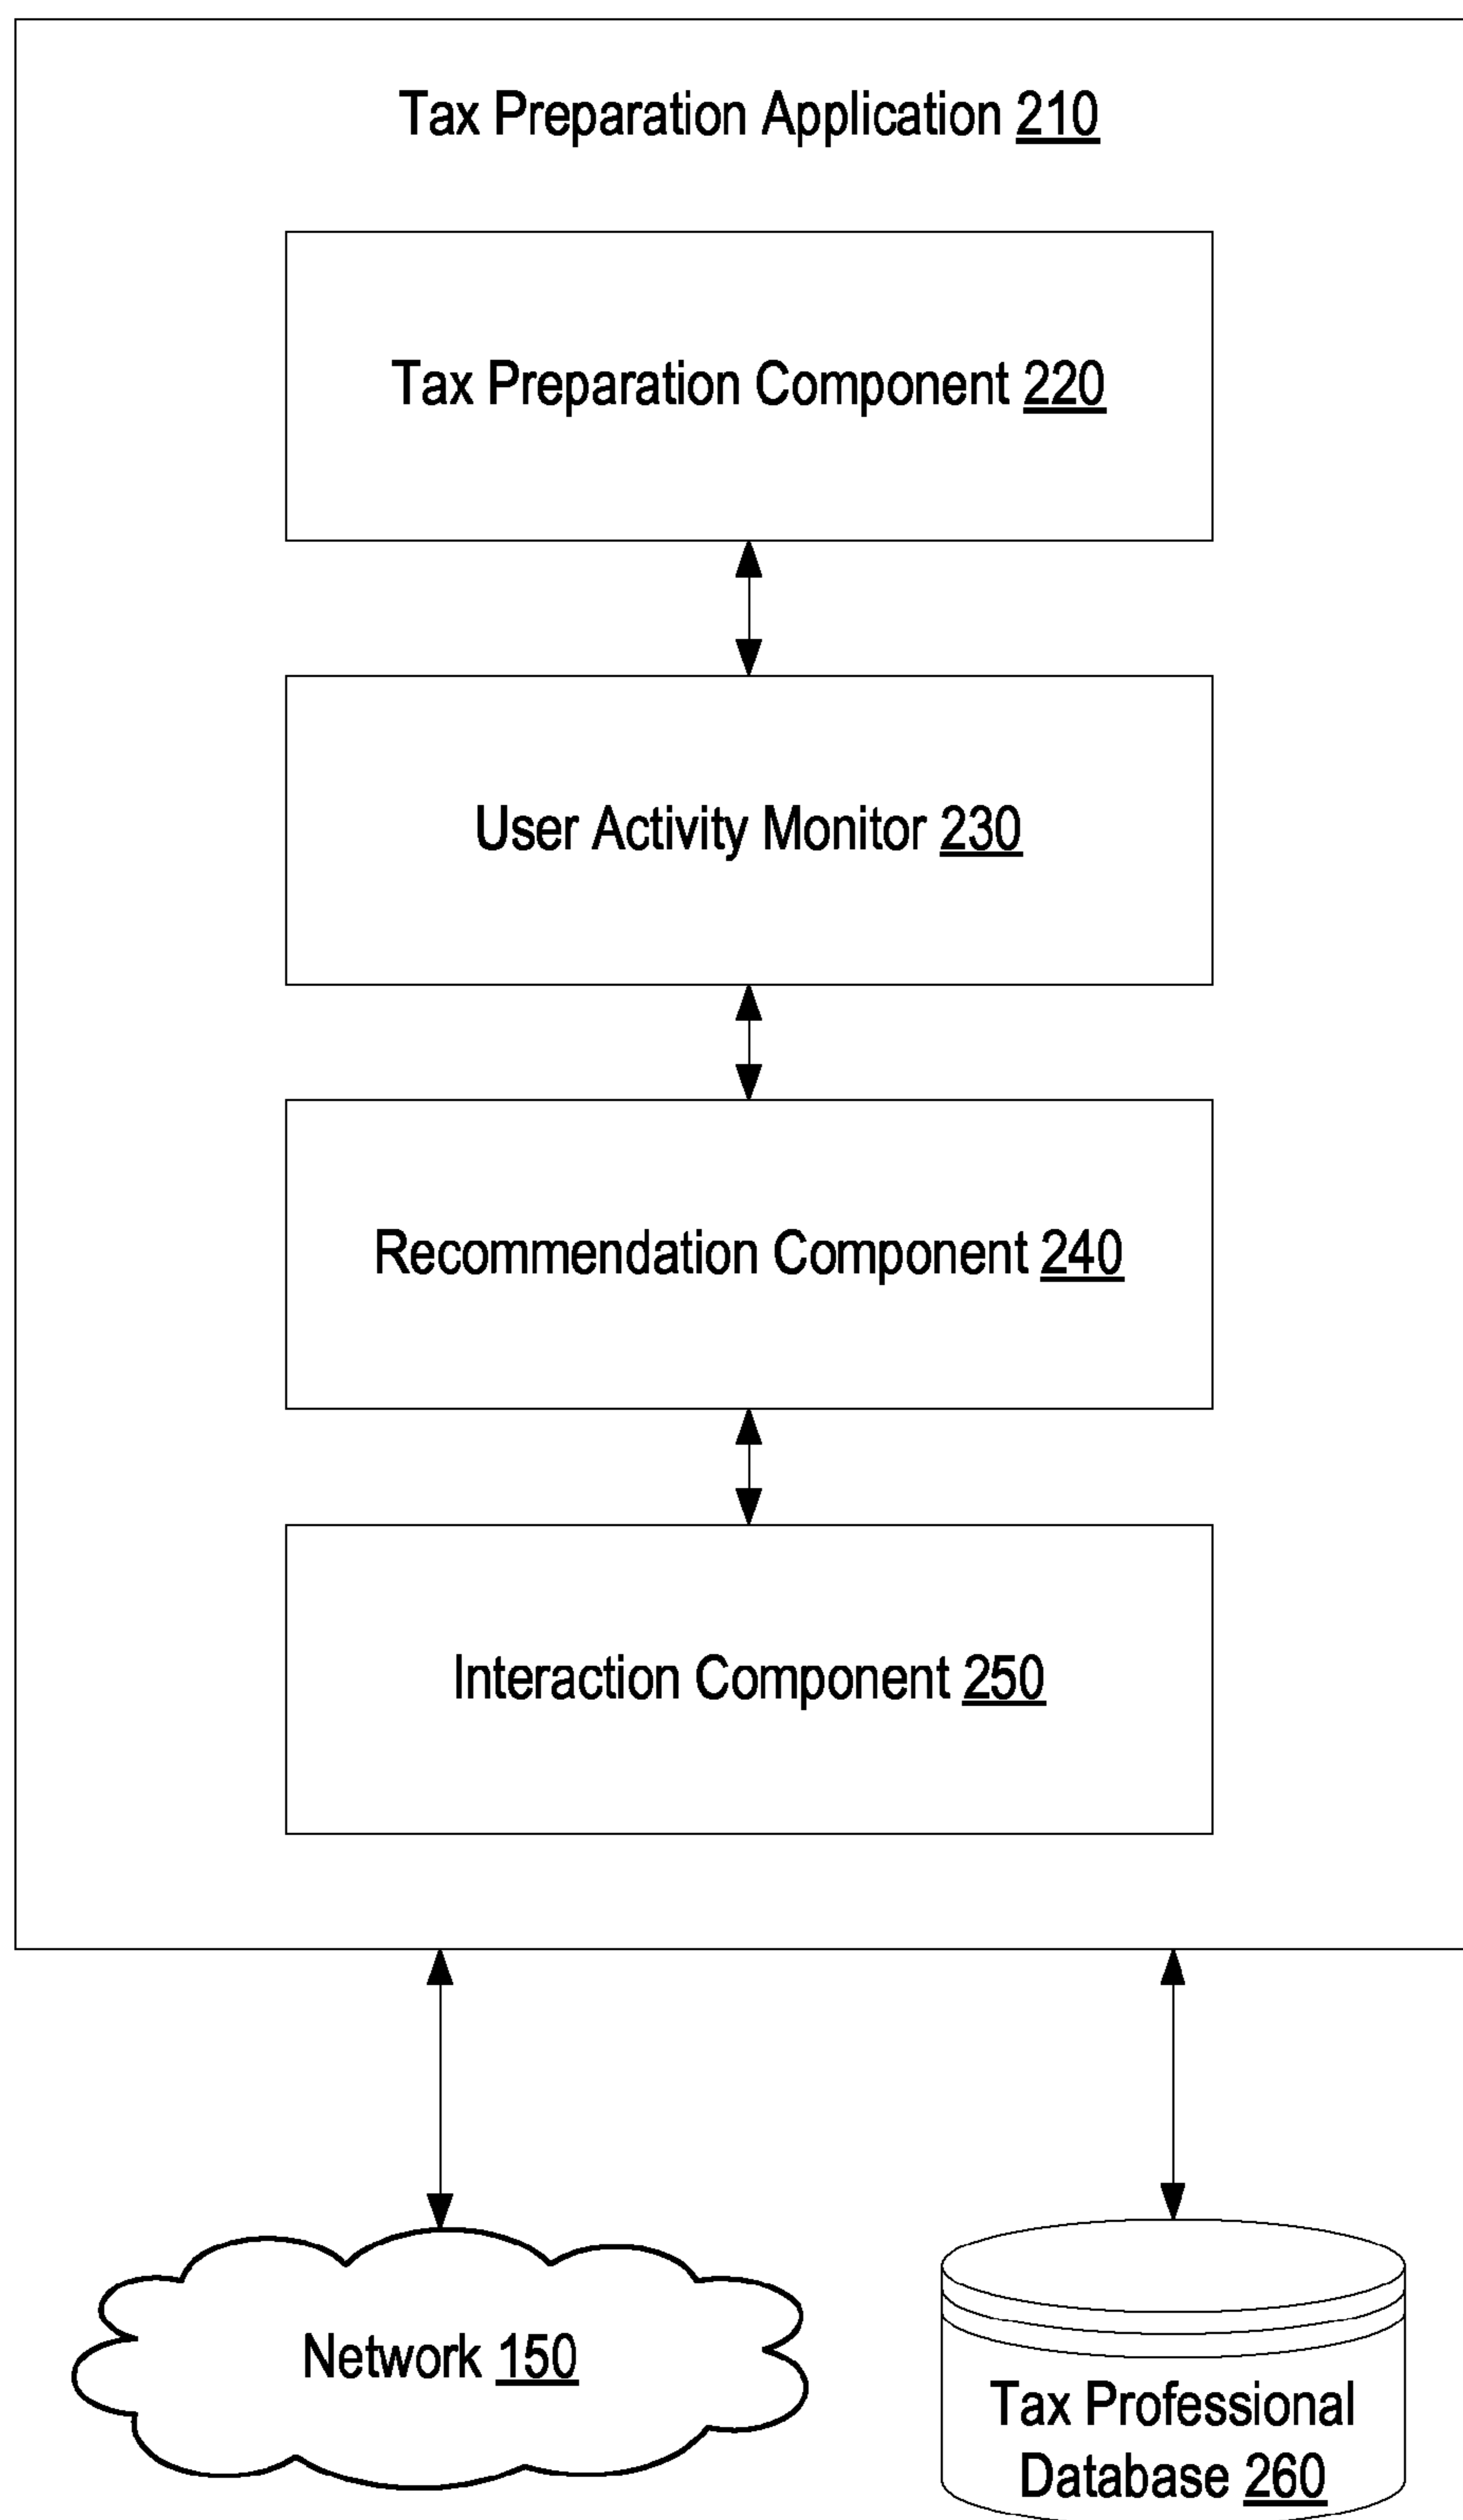 Tax Preparation Application 210
Tax Preparation Component 220
User Activity Monitor 230
Recommendation Component 240
Interaction Component 250
Network 150
Tax Professional
Database 260